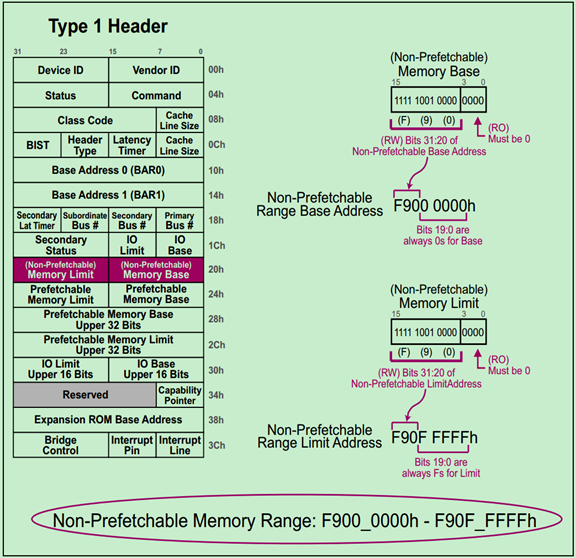 Type 1 Header
31 23 15 7 0
Device ID Vendor ID 00h
Status Command 04h
Class Code Cache Line Size 08h
BIST Header Type Latency Timer Cache Line Size 0Ch
Base Address 0 (BAR0) 10h
Base Address 1 (BAR1) 14h
Secondary Lat Timer Subordinate Bus # Secondary Bus # Primary Bus # 18h
Secondary Status IO Limit IO Base 1Ch
(Non-Prefetchable) Memory Limit (Non-Prefetchable) Memory Base 20h
Prefetchable Memory Limit Prefetchable Memory Base 24h
Prefetchable Memory Base Upper 32 Bits 28h
Prefetchable Memory Limit Upper 32 Bits 2Ch
IO Limit Upper 16 Bits IO Base Upper 16 Bits 30h
Reserved Capability Pointer 34h
Expansion ROM Base Address 38h
Bridge Control Interrupt Pin Interrupt Line 3Ch
(Non-Prefetchable)
Memory Base
15 3 0
1111 1001 0000 0000
(F) (9) (0) (RO)
Must be 0
(RW) Bits 31:20 of
Non-Prefetchable Base Address
Non-Prefetchable
Range Base Address F900 0000h
Bits 19:0 are
always 0s for Base
(Non-Prefetchable)
Memory Limit
15 3 0
1111 1001 0000 0000
(F) (9) (0) (RO)
Must be 0
(RW) Bits 31:20 of
Non-Prefetchable LimitAddress
Non-Prefetchable
Range Limit Address F90F FFFFh
Bits 19:0 are
always Fs for Limit
Non-Prefetchable Memory Range: F900_0000h - F90F_FFFFh